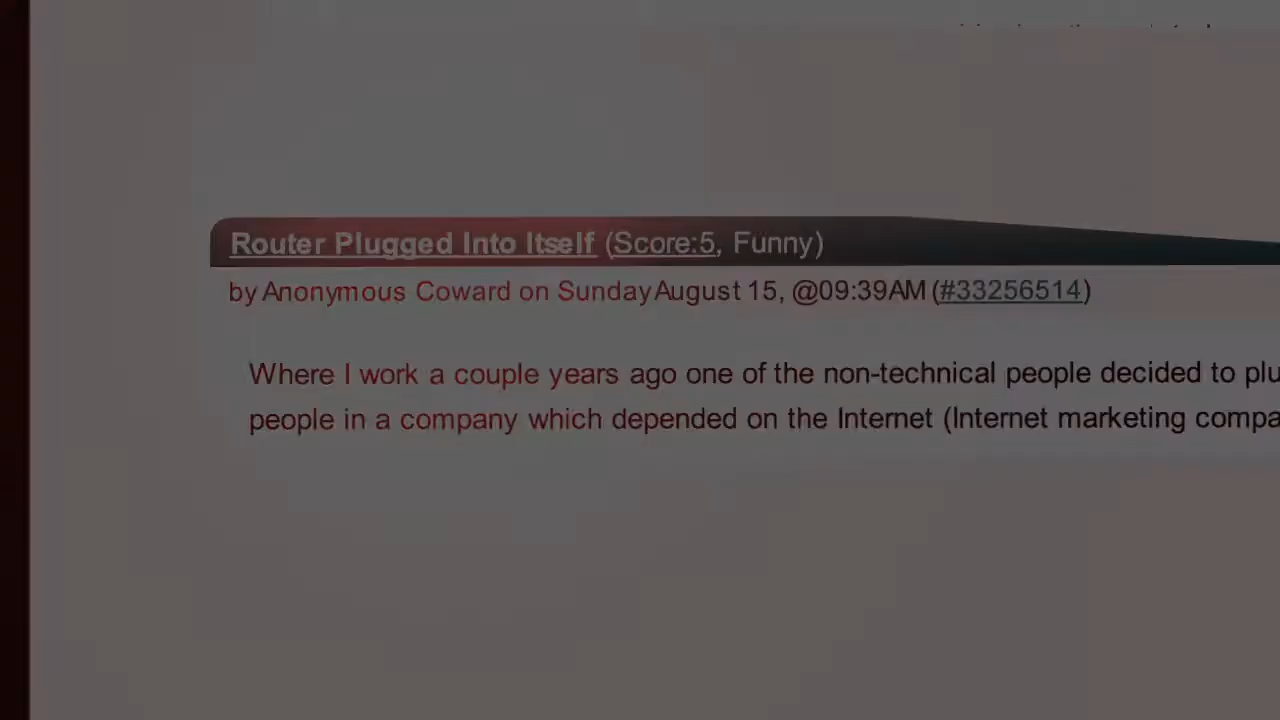 Router Plugged Into Itself (Score:5, Funny)
by Anonymous Coward on Sunday August 15, @09:39AM (#33256514)
Where I work a couple years ago one of the non-technical people decided to plu
people in a company which depended on the Internet (Internet marketing compa